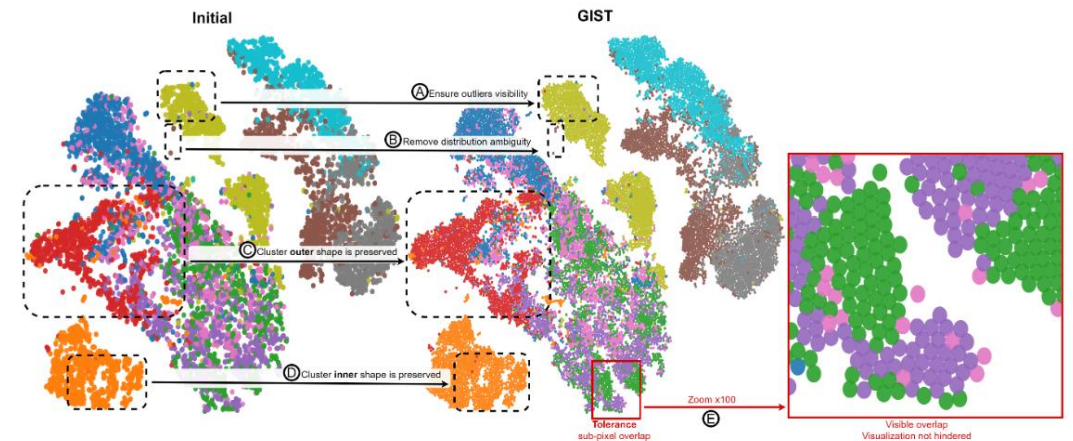 Initial
GIST
A Ensure outliers visibility
B Remove distribution ambiguity
C Cluster outer shape is preserved
D Cluster inner shape is preserved
Zoom x100
E
Tolerance
sub-pixel overlap
Visible overlap
Visualization not hindered